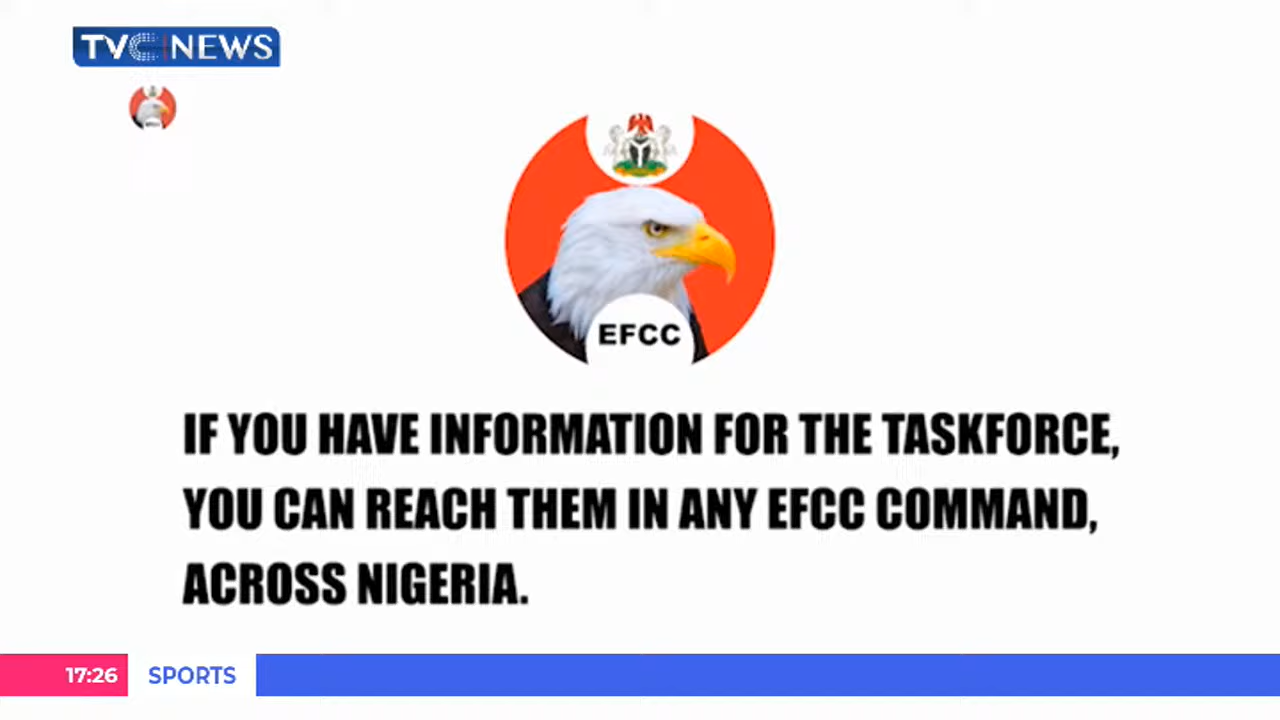 TVC NEWS
EFCC
IF YOU HAVE INFORMATION FOR THE TASKFORCE,
YOU CAN REACH THEM IN ANY EFCC COMMAND,
ACROSS NIGERIA.
17:26 SPORTS